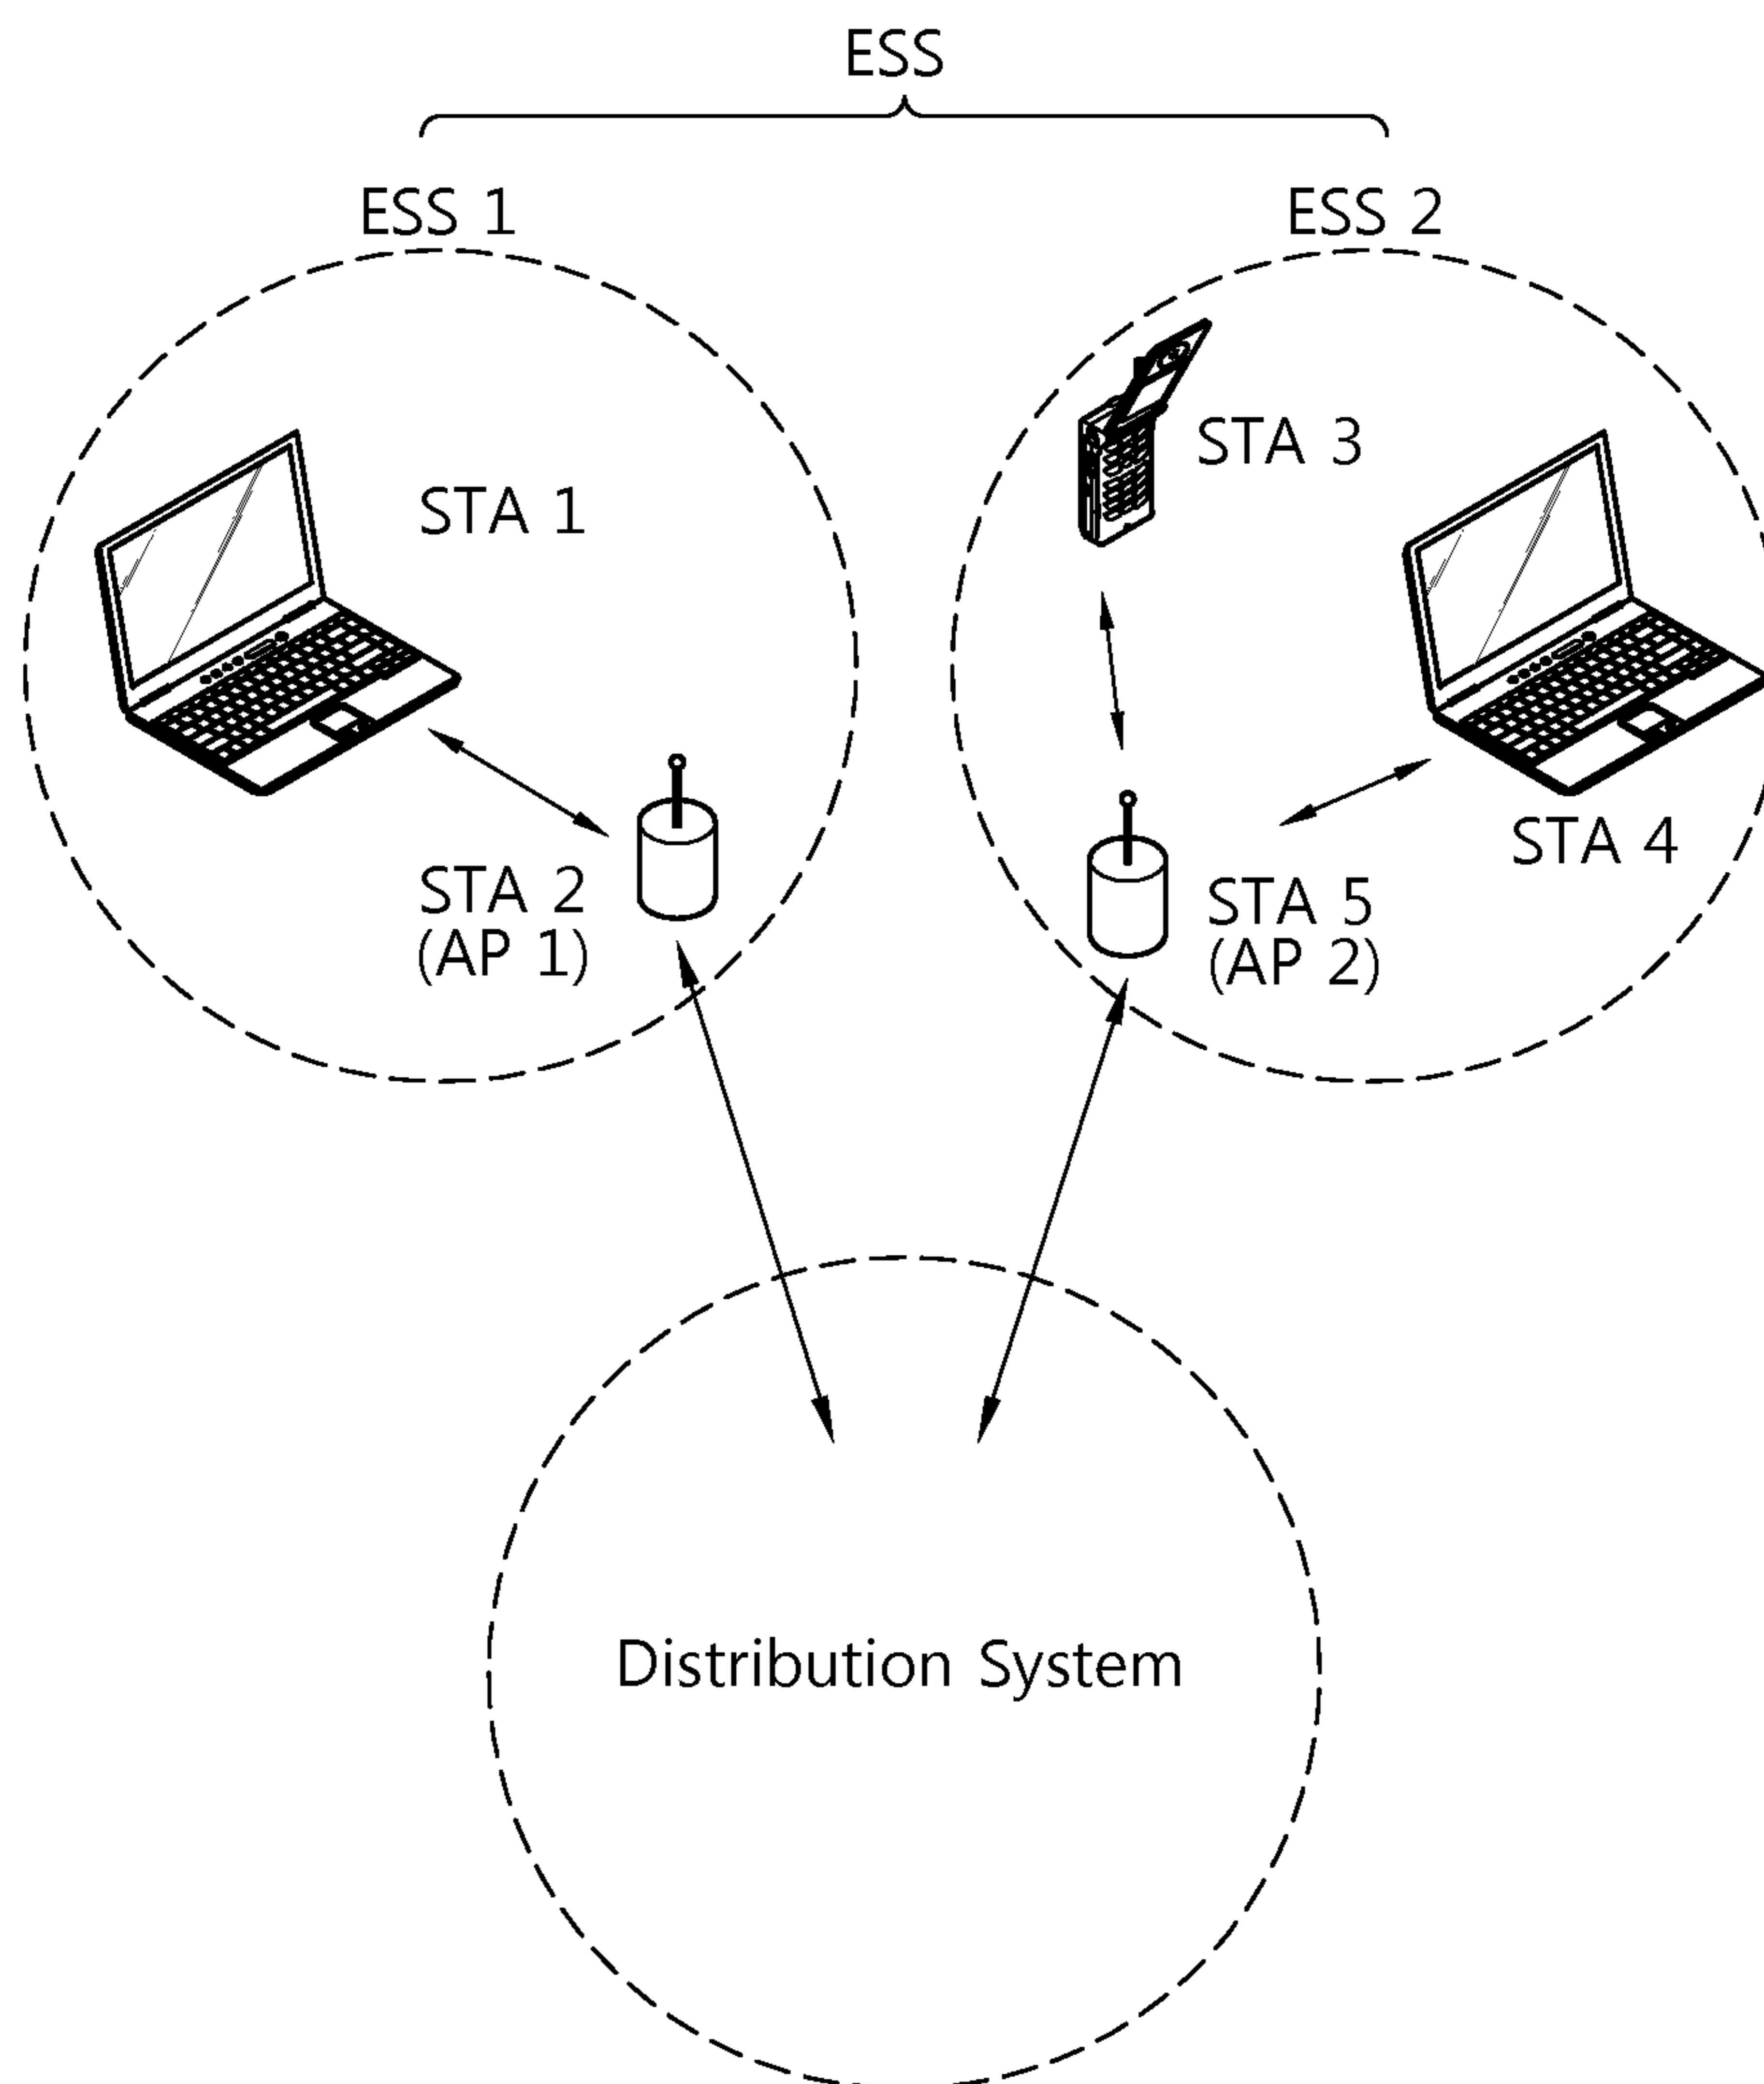 ESS
ESS 1
ESS 2
STA 1
STA 3
STA 2
(AP 1)
STA 5
(AP 2)
STA 4
Distribution System